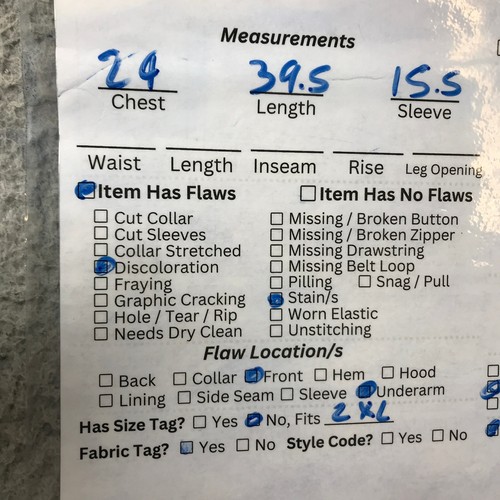 Measurements
24 39.5 15.5
Chest Length Sleeve
Waist Length Inseam Rise Leg Opening
Item Has Flaws Item Has No Flaws
Cut Collar Missing / Broken Button
Cut Sleeves Missing / Broken Zipper
Collar Stretched Missing Drawstring
Discoloration Missing Belt Loop
Fraying Pilling Snag / Pull
Graphic Cracking Stain/s
Hole / Tear / Rip Worn Elastic
Needs Dry Clean Unstitching
Flaw Location/s
Back Collar Front Hem Hood
Lining Side Seam Sleeve Underarm
Has Size Tag? Yes No, Fits 2XL
Fabric Tag? Yes No Style Code? Yes No